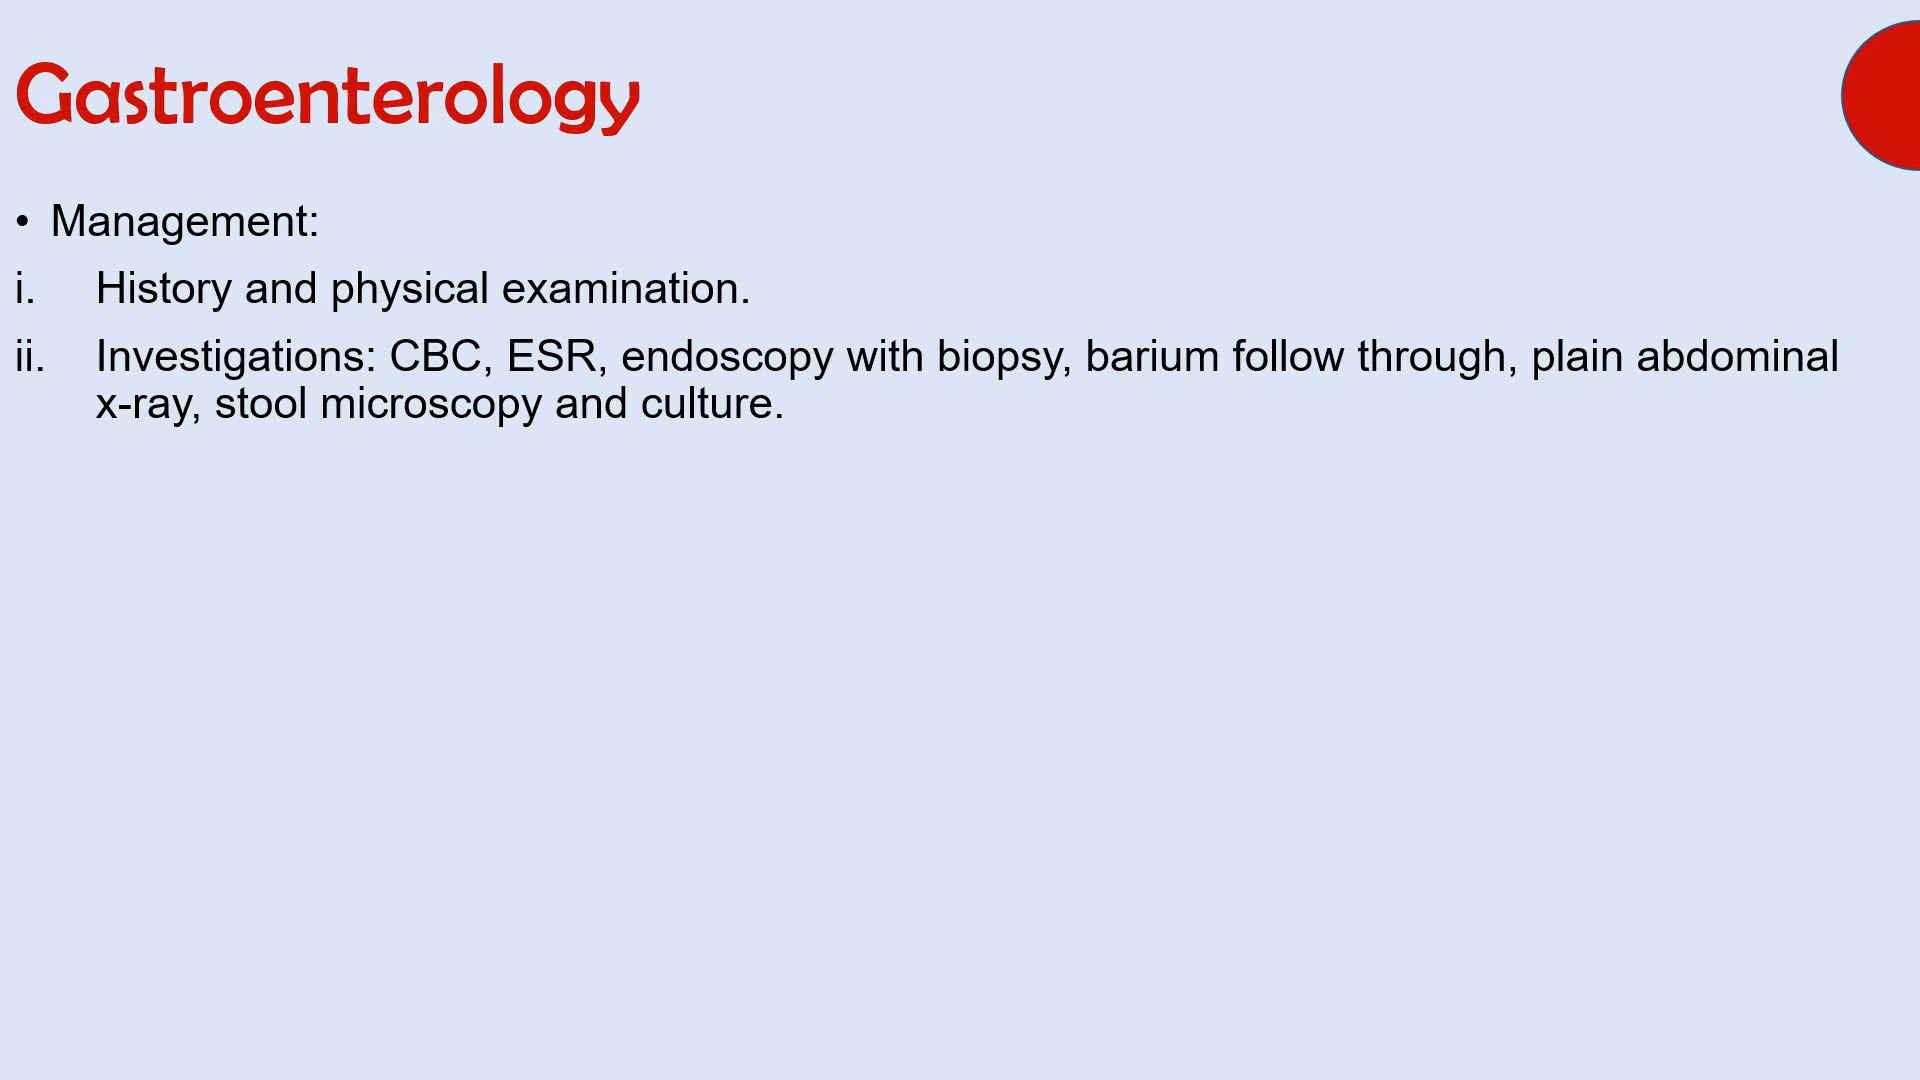 Gastroenterology
• Management:
i. History and physical examination.
ii. Investigations: CBC, ESR, endoscopy with biopsy, barium follow through, plain abdominal
x-ray, stool microscopy and culture.